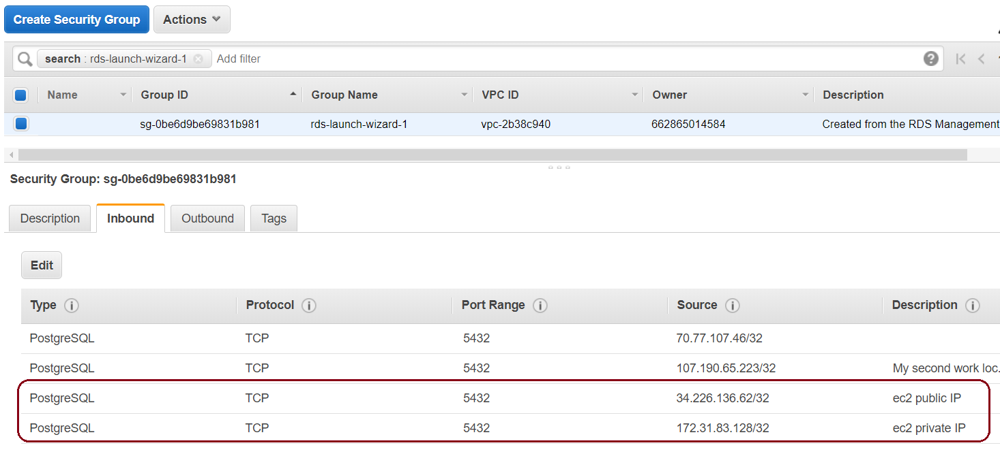 Create Security Group Actions
search : rds-launch-wizard-1 Add filter
Name Group ID Group Name VPC ID Owner Description
sg-0be6d9be69831b981 rds-launch-wizard-1 vpc-2b38c940 662865014584 Created from the RDS Management
Security Group: sg-0be6d9be69831b981
Description Inbound Outbound Tags
Edit
Type Protocol Port Range Source Description
PostgreSQL TCP 5432 70.77.107.46/32
PostgreSQL TCP 5432 107.190.65.223/32 My second work loc.
PostgreSQL TCP 5432 34.226.136.62/32 ec2 public IP
PostgreSQL TCP 5432 172.31.83.128/32 ec2 private IP